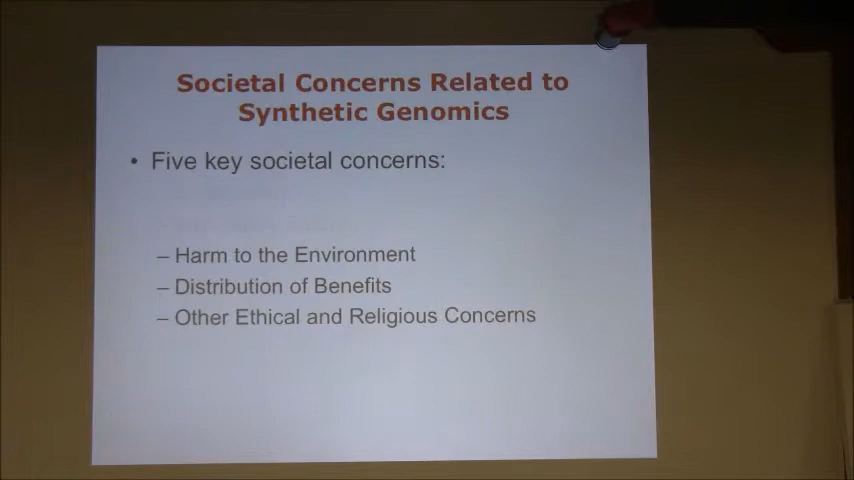 Societal Concerns Related to
Synthetic Genomics
• Five key societal concerns:
– Harm to the Environment
– Distribution of Benefits
– Other Ethical and Religious Concerns